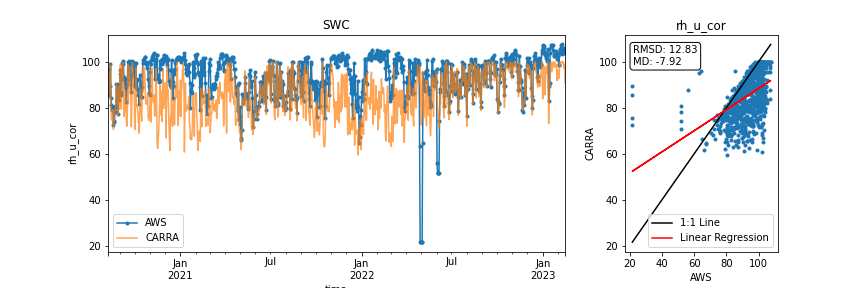 SWC
rh_u_cor
100
80
60
40
20
AWS
CARRA
Jan
2021
Jul
Jan
2022
Jul
Jan
2023
time
rh_u_cor
CARRA
100
80
60
40
20
RMSD: 12.83
MD: -7.92
1:1 Line
Linear Regression
20
40
60
80
100
AWS